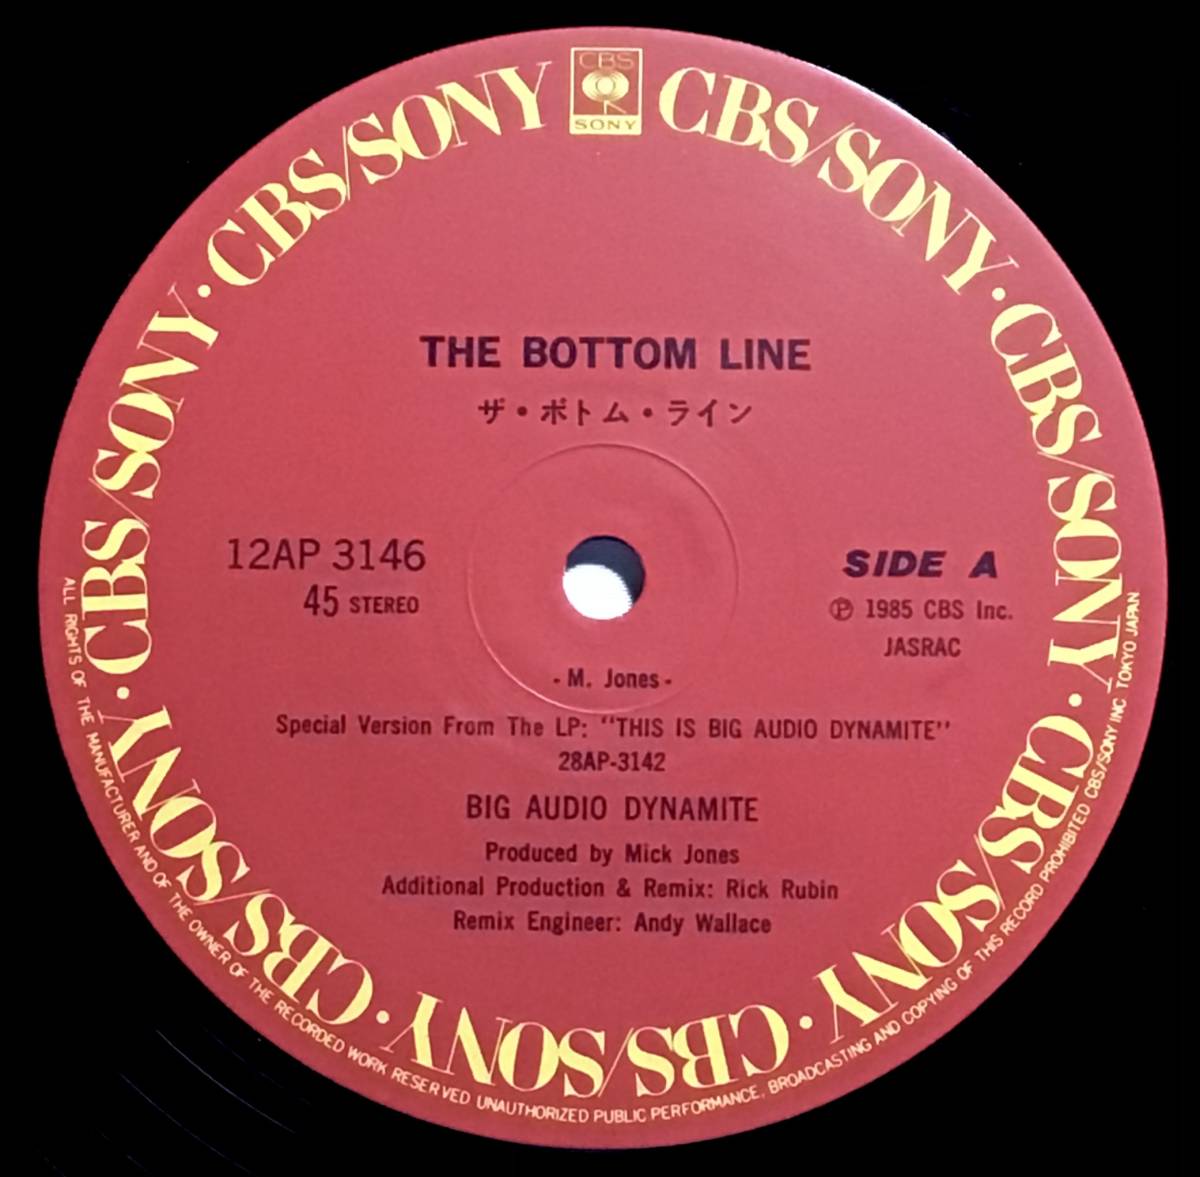 CBS
SONY
CBS/SONY · CBS/SONY · CBS/SONY · CBS/SONY · CBS/SONY · CBS/SONY · CBS/SONY · CBS/SONY
THE BOTTOM LINE
ザ・ボトム・ライン
12AP 3146
45 STEREO
SIDE A
Ⓟ 1985 CBS Inc.
JASRAC
- M. Jones -
Special Version From The LP: "THIS IS BIG AUDIO DYNAMITE"
28AP-3142
BIG AUDIO DYNAMITE
Produced by Mick Jones
Additional Production & Remix: Rick Rubin
Remix Engineer: Andy Wallace
ALL RIGHTS OF THE MANUFACTURER AND OF THE OWNER OF THE RECORDED WORK RESERVED UNAUTHORIZED PUBLIC PERFORMANCE, BROADCASTING AND COPYING OF THIS RECORD PROHIBITED CBS/SONY INC TOKYO JAPAN